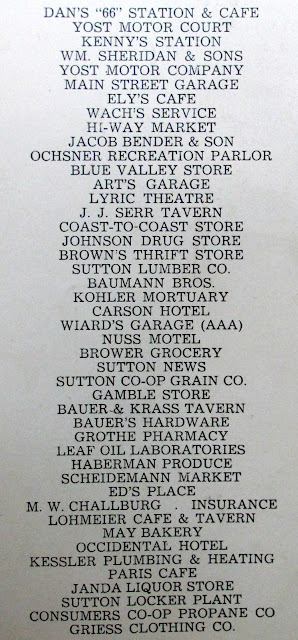 DAN'S "66" STATION & CAFE
YOST MOTOR COURT
KENNY'S STATION
WM. SHERIDAN & SONS
YOST MOTOR COMPANY
MAIN STREET GARAGE
ELY'S CAFE
WACH'S SERVICE
HI-WAY MARKET
JACOB BENDER & SON
OCHSNER RECREATION PARLOR
BLUE VALLEY STORE
ART'S GARAGE
LYRIC THEATRE
J. J. SERR TAVERN
COAST-TO-COAST STORE
JOHNSON DRUG STORE
BROWN'S THRIFT STORE
SUTTON LUMBER CO.
BAUMANN BROS.
KOHLER MORTUARY
CARSON HOTEL
WIARD'S GARAGE (AAA)
NUSS MOTEL
BROWER GROCERY
SUTTON NEWS
SUTTON CO-OP GRAIN CO.
GAMBLE STORE
BAUER & KRASS TAVERN
BAUER'S HARDWARE
GROTHE PHARMACY
LEAF OIL LABORATORIES
HABERMAN PRODUCE
SCHEIDEMANN MARKET
ED'S PLACE
M. W. CHALLBURG . INSURANCE
LOHMEIER CAFE & TAVERN
MAY BAKERY
OCCIDENTAL HOTEL
KESSLER PLUMBING & HEATING
PARIS CAFE
JANDA LIQUOR STORE
SUTTON LOCKER PLANT
CONSUMERS CO-OP PROPANE CO
GRIESS CLOTHING CO.